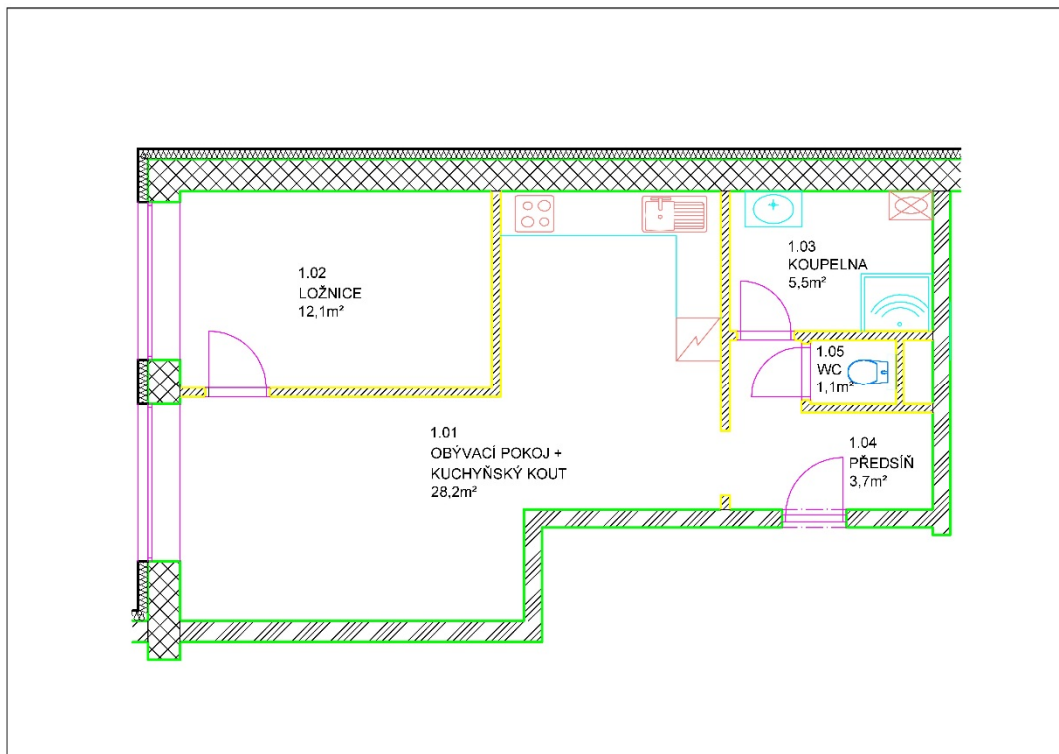 1.02
LOŽNICE
12,1m²
1.03
KOUPELNA
5,5m²
1.05
WC
1,1m²
1.01
OBÝVACÍ POKOJ +
KUCHYŇSKÝ KOUT
28,2m²
1.04
PŘEDSÍŇ
3,7m²